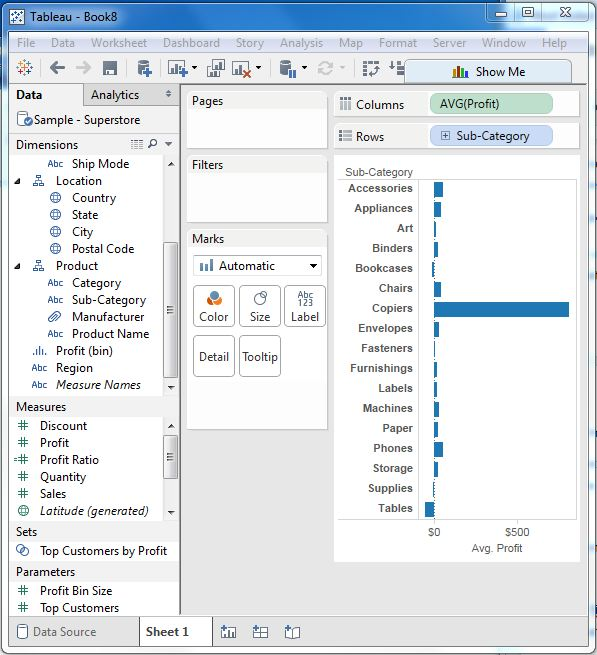 Tableau - Book8
File Data Worksheet Dashboard Story Analysis Map Format Server Window Help
Show Me
Data Analytics
Sample - Superstore
Dimensions
Abc Ship Mode
Location
Country
State
City
Postal Code
Product
Abc Category
Abc Sub-Category
Manufacturer
Abc Product Name
Profit (bin)
Abc Region
Abc Measure Names
Measures
Discount
Profit
Profit Ratio
Quantity
Sales
Latitude (generated)
Sets
Top Customers by Profit
Parameters
Profit Bin Size
Top Customers
Pages
Filters
Marks
Automatic
Color
Size
Abc
123
Label
Detail
Tooltip
Columns AVG(Profit)
Rows Sub-Category
Sub-Category
Accessories
Appliances
Art
Binders
Bookcases
Chairs
Copiers
Envelopes
Fasteners
Furnishings
Labels
Machines
Paper
Phones
Storage
Supplies
Tables
$0 $500
Avg. Profit
Data Source Sheet 1